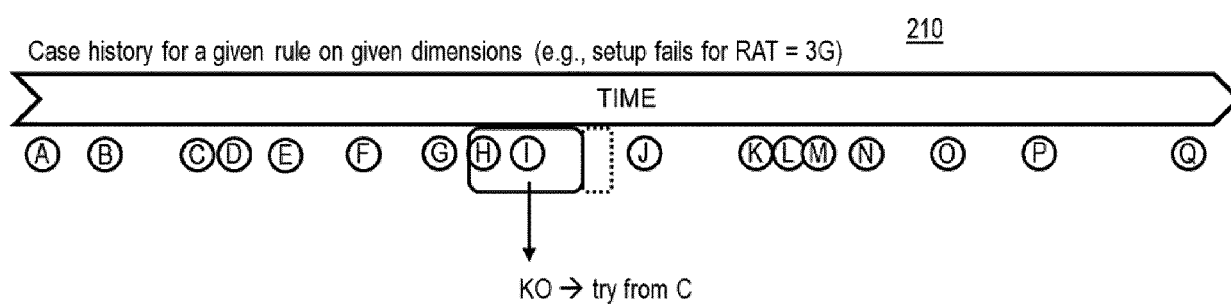 210
Case history for a given rule on given dimensions (e.g., setup fails for RAT = 3G)
TIME
A B C D E F G H I J K L M N O P Q
KO → try from C